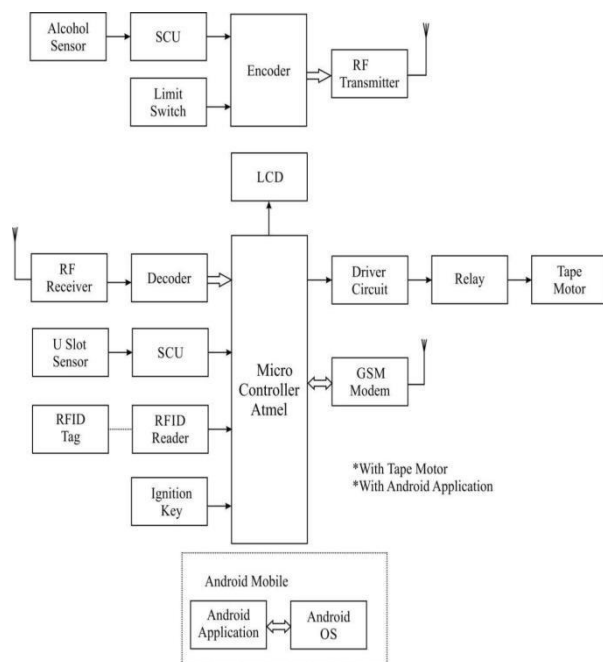 Alcohol
Sensor
SCU
Encoder
RF
Transmitter
Limit
Switch
LCD
RF
Receiver
Decoder
Driver
Circuit
Relay
Tape
Motor
U Slot
Sensor
SCU
Micro
Controller
Atmel
GSM
Modem
RFID
Tag
RFID
Reader
*With Tape Motor
*With Android Application
Ignition
Key
Android Mobile
Android
Application
Android
OS